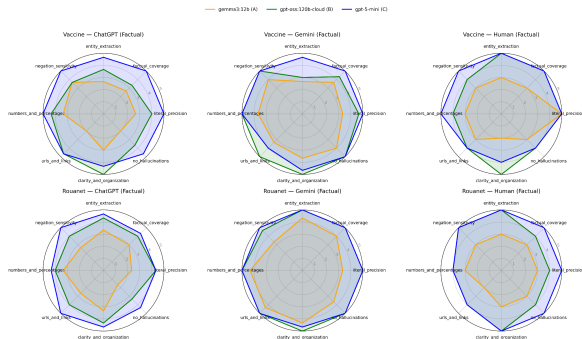 gemma3:12b (A) gpt-oss:120b-cloud (B) gpt-5-mini (C)
Vaccine — ChatGPT (Factual) Vaccine — Gemini (Factual) Vaccine — Human (Factual)
entity_extraction entity_extraction entity_extraction
negation_sensitivity factual_coverage negation_sensitivity factual_coverage negation_sensitivity factual_coverage
numbers_and_percentages literal_precision numbers_and_percentages literal_precision numbers_and_percentages literal_precision
urls_and_links no_hallucinations urls_and_links no_hallucinations urls_and_links no_hallucinations
clarity_and_organization clarity_and_organization clarity_and_organization
Rouanet — ChatGPT (Factual) Rouanet — Gemini (Factual) Rouanet — Human (Factual)
entity_extraction entity_extraction entity_extraction
negation_sensitivity factual_coverage negation_sensitivity factual_coverage negation_sensitivity factual_coverage
numbers_and_percentages literal_precision numbers_and_percentages literal_precision numbers_and_percentages literal_precision
urls_and_links no_hallucinations urls_and_links no_hallucinations urls_and_links no_hallucinations
clarity_and_organization clarity_and_organization clarity_and_organization